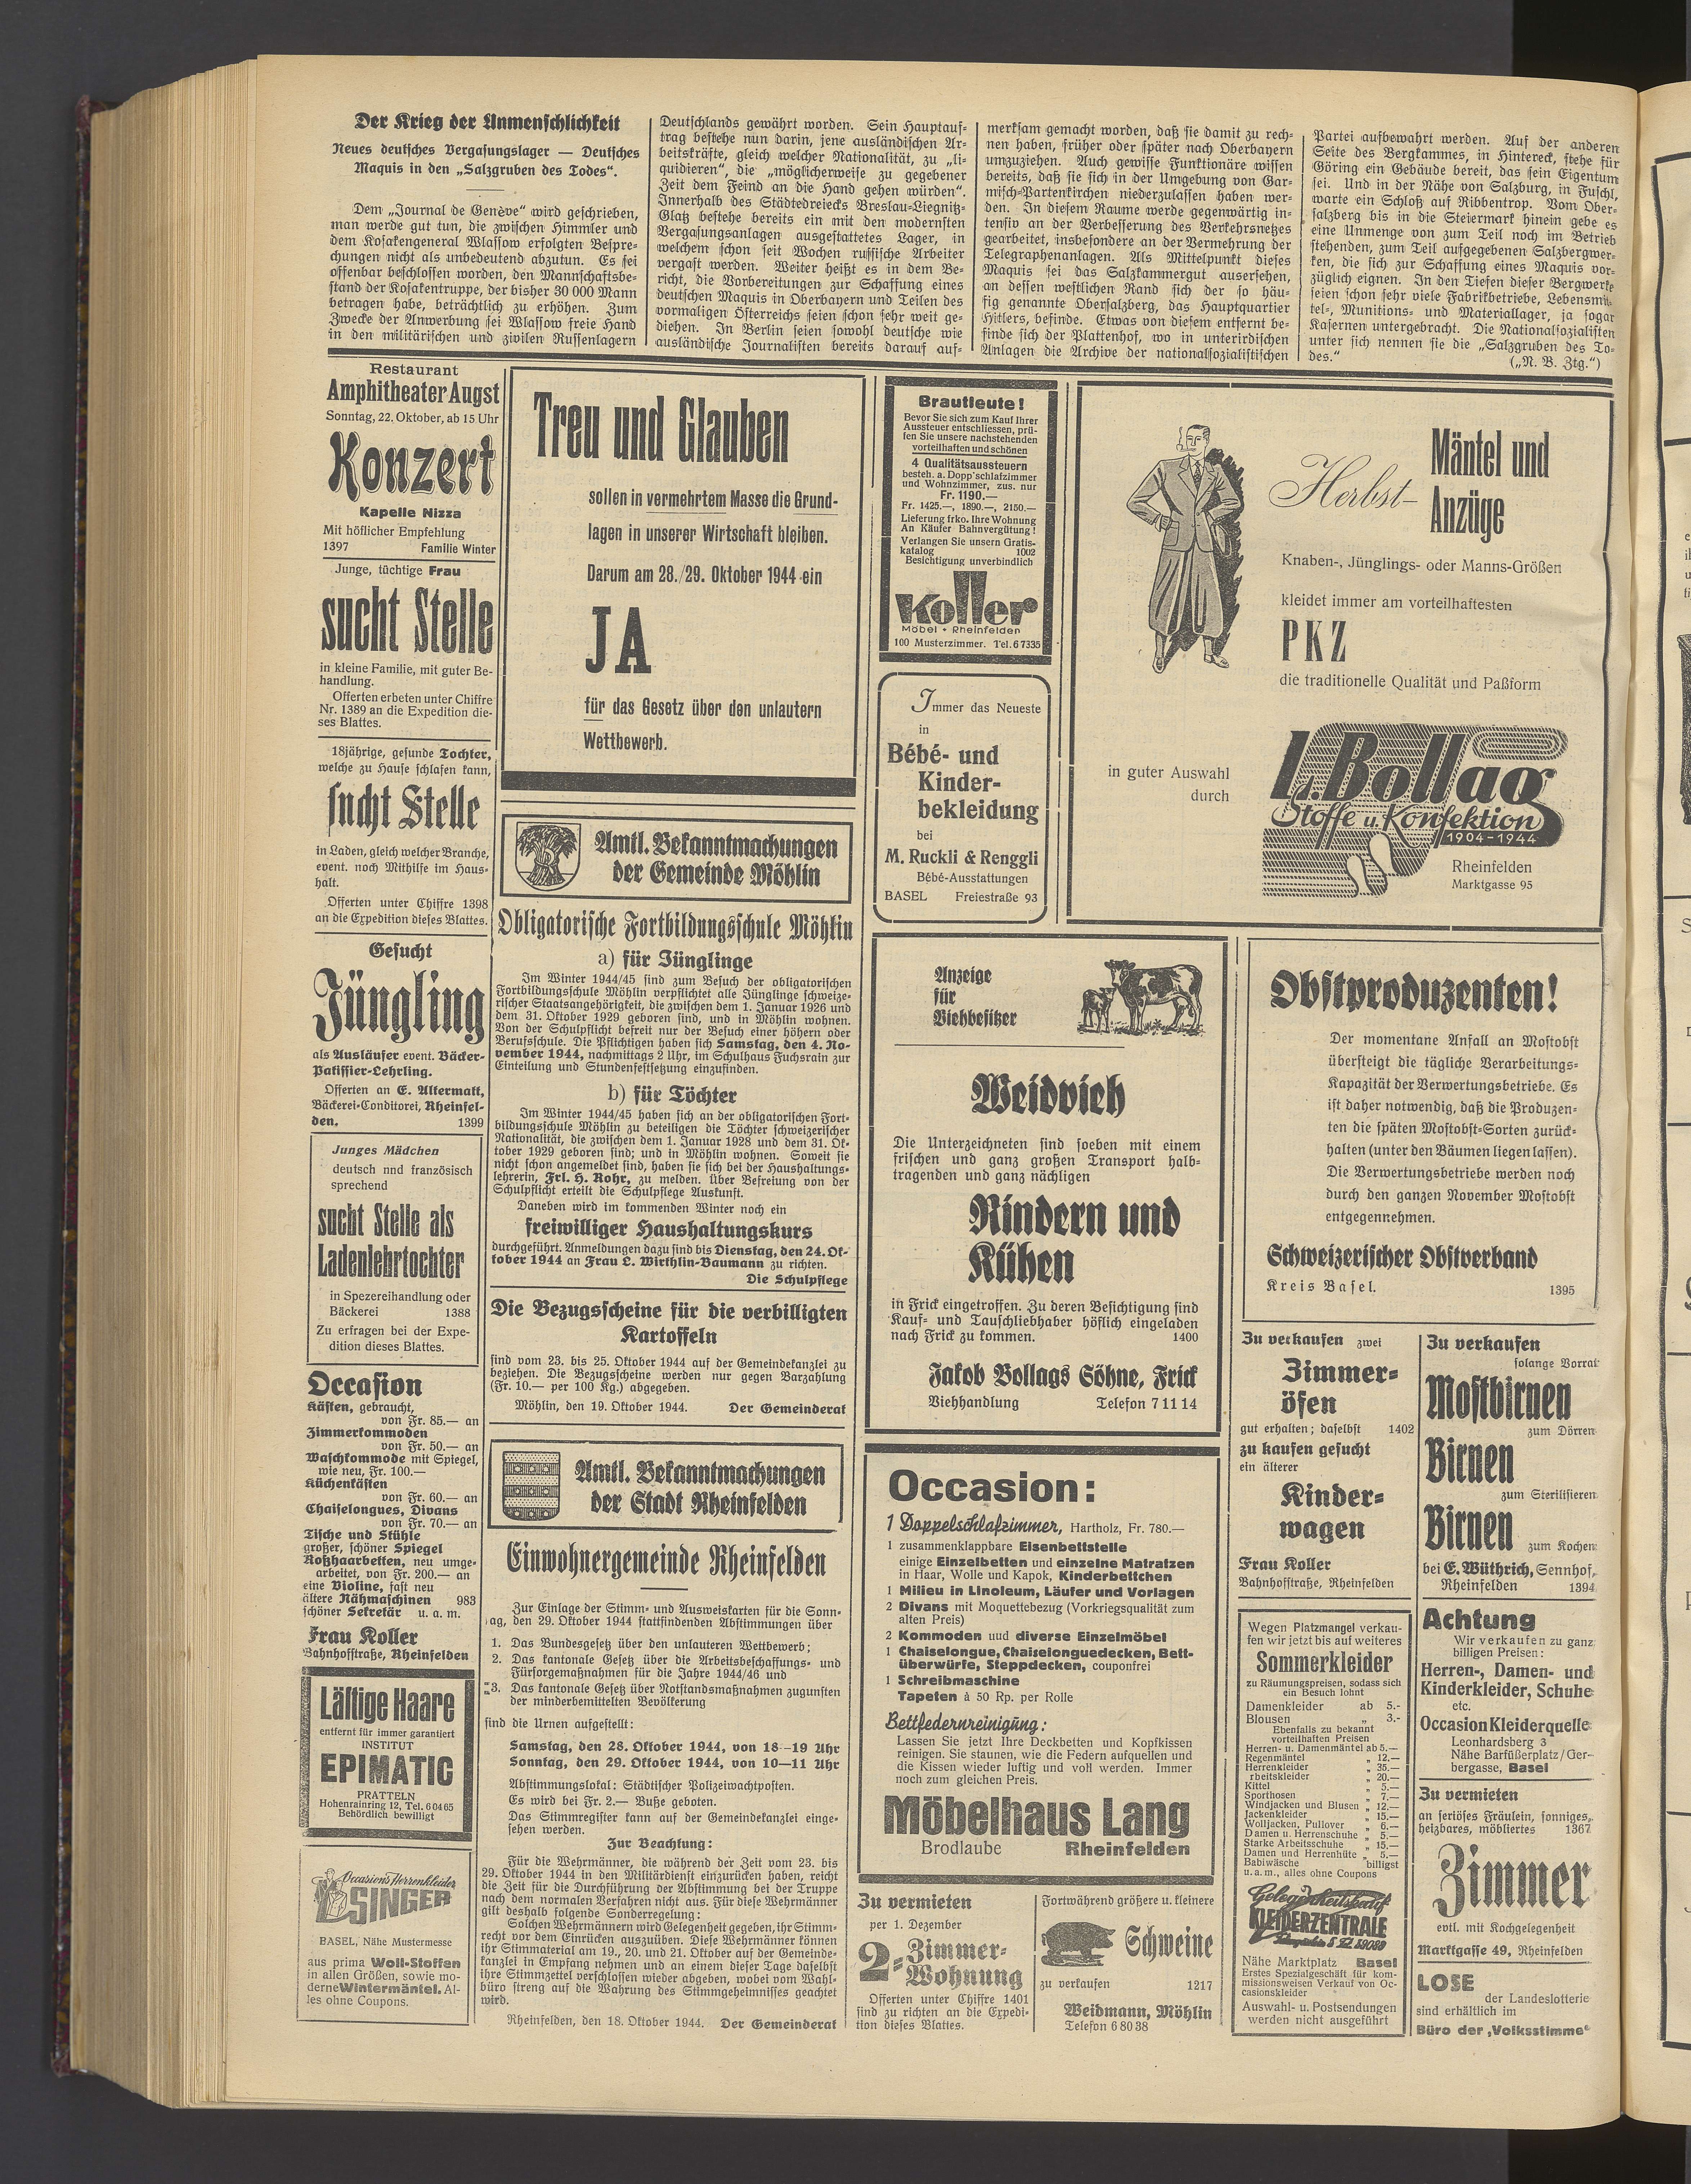 Der Krieg der Unmenschlichkeit
Neues deutsches Vergasungslager — Deutsches
Maquis in den „Salzgruben des Todes“.
Dem „Journal de Genève“ wird geschrieben,
man werde gut tun, die zwischen Himmler und
dem Kosakengeneral Wlassow erfolgten Bespre-
chungen nicht als unbedeutend abzutun. Es sei
offenbar beschlossen worden, den Mannschaftsbe-
stand der Kosakentruppe, der bisher 30 000 Mann
betragen habe, beträchtlich zu erhöhen. Zum
Zwecke der Anwerbung sei Wlassow freie Hand
in den militärischen und zivilen Russenlagern
Deutschlands gewährt worden. Sein Hauptauf-
trag bestehe nun darin, jene ausländischen Ar-
beitskräfte, gleich welcher Nationalität, zu „li-
quidieren“, die „möglicherweise zu gegebener
Zeit dem Feind an die Hand gehen würden“.
Innerhalb des Städtedreiecks Breslau-Liegnitz-
Glatz bestehe bereits ein mit den modernsten
Vergasungsanlagen ausgestattetes Lager, in
welchem schon seit Wochen russische Arbeiter
vergast werden. Weiter heißt es in dem Be-
richt, die Vorbereitungen zur Schaffung eines
deutschen Maquis in Oberbayern und Teilen des
vormaligen Österreichs seien schon sehr weit ge-
diehen. In Berlin seien sowohl deutsche wie
ausländische Journalisten bereits darauf auf-
merksam gemacht worden, daß sie damit zu rech-
nen haben, früher oder später nach Oberbayern
umzuziehen. Auch gewisse Funktionäre wissen
bereits, daß sie sich in der Umgebung von Gar-
misch-Partenkirchen niederzulassen haben wer-
den. In diesem Raume werde gegenwärtig in-
tensiv an der Verbesserung des Verkehrsnetzes
gearbeitet, insbesondere an der Vermehrung der
Telegraphenanlagen. Als Mittelpunkt dieses
Maquis sei das Salzkammergut ausersehen,
an dessen westlichen Rand sich der so häu-
fig genannte Obersalzberg, das Hauptquartier
Hitlers, befinde. Etwas von diesem entfernt be-
finde sich der Plattenhof, wo in unterirdischen
Anlagen die Archive der nationalsozialistischen
Partei aufbewahrt werden. Auf der anderen
Seite des Bergkammes, in Hintereck, stehe für
Göring ein Gebäude bereit, das sein Eigentum
sei. Und in der Nähe von Salzburg, in Fuschl,
warte ein Schloß auf Ribbentrop. Vom Ober-
salzberg bis in die Steiermark hinein gebe es
eine Unmenge von zum Teil noch im Betrieb
stehenden, zum Teil aufgegebenen Salzbergwer-
ken, die sich zur Schaffung eines Maquis vor-
züglich eignen. In den Tiefen dieser Bergwerke
seien schon sehr viele Fabrikbetriebe, Lebensmit-
tel-, Munitions- und Materiallager, ja sogar
Kasernen untergebracht. Die Nationalsozialisten
unter sich nennen sie die „Salzgruben des To-
des.“ („N. B. Ztg.“)
Restaurant
Amphitheater Augst
Sonntag, 22. Oktober, ab 15 Uhr
Konzert
Kapelle Nizza
Mit höflicher Empfehlung
1397 Familie Winter
Junge, tüchtige Frau
sucht Stelle
in kleine Familie, mit guter Be-
handlung.
Offerten erbeten unter Chiffre
Nr. 1389 an die Expedition die-
ses Blattes.
18jährige, gesunde Tochter,
welche zu Hause schlafen kann,
sucht Stelle
in Laden, gleich welcher Branche,
event. noch Mithilfe im Haus-
halt.
Offerten unter Chiffre 1398
an die Expedition dieses Blattes.
Gesucht
Jüngling
als Ausläufer event. Bäcker-
Patissier-Lehrling.
Offerten an E. Altermatt,
Bäckerei-Conditorei, Rheinfel-
den. 1399
Junges Mädchen
deutsch nnd französisch
sprechend
sucht Stelle als
Ladenlehrtochter
in Spezereihandlung oder
Bäckerei 1388
Zu erfragen bei der Expe-
dition dieses Blattes.
Occasion
Kästen, gebraucht,
von Fr. 85.— an
Zimmerkommoden
von Fr. 50.— an
Waschkommode mit Spiegel,
wie neu, Fr. 100.—
Küchenkästen
von Fr. 60.— an
Chaiselongues, Divans
von Fr. 70.— an
Tische und Stühle
großer, schöner Spiegel
Roßhaarbetten, neu umge-
arbeitet, von Fr. 200.— an
eine Violine, fast neu
ältere Nähmaschinen 983
schöner Sekretär u. a. m.
Frau Koller
Bahnhofstraße, Rheinfelden
Lästige Haare
entfernt für immer garantiert
INSTITUT
EPIMATIC
PRATTELN
Hohenrainring 12, Tel. 6 04 65
Behördlich bewilligt
Occasions Herrenkleider
SINGER
BASEL, Nähe Mustermesse
aus prima Woll-Stoffen
in allen Größen, sowie mo-
derne Wintermäntel. Al-
les ohne Coupons.
Treu und Glauben
sollen in vermehrtem Masse die Grund-
lagen in unserer Wirtschaft bleiben.
Darum am 28./29. Oktober 1944 ein
JA
für das Gesetz über den unlautern
Wettbewerb.
Amtl. Bekanntmachungen
der Gemeinde Möhlin
Obligatorische Fortbildungsschule Möhlin
a) für Jünglinge
Im Winter 1944/45 sind zum Besuch der obligatorischen
Fortbildungsschule Möhlin verpflichtet alle Jünglinge schweize-
rischer Staatsangehörigkeit, die zwischen dem 1. Januar 1926 und
dem 31. Oktober 1929 geboren sind, und in Möhlin wohnen.
Von der Schulpflicht befreit nur der Besuch einer höhern oder
Berufsschule. Die Pflichtigen haben sich Samstag, den 4. No-
vember 1944, nachmittags 2 Uhr, im Schulhaus Fuchsrain zur
Einteilung und Stundenfestsetzung einzufinden.
b) für Töchter
Im Winter 1944/45 haben sich an der obligatorischen Fort-
bildungsschule Möhlin zu beteiligen die Töchter schweizerischer
Nationalität, die zwischen dem 1. Januar 1928 und dem 31. Ok-
tober 1929 geboren sind; und in Möhlin wohnen. Soweit sie
nicht schon angemeldet sind, haben sie sich bei der Haushaltungs-
lehrerin, Frl. H. Rohr, zu melden. Über Befreiung von der
Schulpflicht erteilt die Schulpflege Auskunft.
Daneben wird im kommenden Winter noch ein
freiwilliger Haushaltungskurs
durchgeführt. Anmeldungen dazu sind bis Dienstag, den 24. Ok-
tober 1944 an Frau L. Wirthlin-Baumann zu richten.
Die Schulpflege
Die Bezugsscheine für die verbilligten
Kartoffeln
sind vom 23. bis 25. Oktober 1944 auf der Gemeindekanzlei zu
beziehen. Die Bezugsscheine werden nur gegen Barzahlung
(Fr. 10.— per 100 Kg.) abgegeben.
Möhlin, den 19. Oktober 1944. Der Gemeinderat
Amtl. Bekanntmachungen
der Stadt Rheinfelden
Einwohnergemeinde Rheinfelden
Zur Einlage der Stimm- und Ausweiskarten für die Sonn-
ag, den 29. Oktober 1944 stattfindenden Abstimmungen über
1. Das Bundesgesetz über den unlauteren Wettbewerb;
2. Das kantonale Gesetz über die Arbeitsbeschaffungs- und
Fürsorgemaßnahmen für die Jahre 1944/46 und
3. Das kantonale Gesetz über Notstandsmaßnahmen zugunsten
der minderbemittelten Bevölkerung
sind die Urnen aufgestellt:
Samstag, den 28. Oktober 1944, von 18—19 Uhr
Sonntag, den 29. Oktober 1944, von 10—11 Uhr
Abstimmungslokal: Städtischer Polizeiwachtposten.
Es wird bei Fr. 2.— Buße geboten.
Das Stimmregister kann auf der Gemeindekanzlei einge-
sehen werden.
Zur Beachtung:
Für die Wehrmänner, die während der Zeit vom 23. bis
29. Oktober 1944 in den Militärdienst einzurücken haben, reicht
die Zeit für die Durchführung der Abstimmung bei der Truppe
nach dem normalen Verfahren nicht aus. Für diese Wehrmänner
gilt deshalb folgende Sonderregelung:
Solchen Wehrmännern wird Gelegenheit gegeben, ihr Stimm-
recht vor dem Einrücken auszuüben. Diese Wehrmänner können
ihr Stimmaterial am 19., 20. und 21. Oktober auf der Gemeinde-
kanzlei in Empfang nehmen und an einem dieser Tage daselbst
ihre Stimmzettel verschlossen wieder abgeben, wobei vom Wahl-
büro streng auf die Wahrung des Stimmgeheimnisses geachtet
wird.
Rheinfelden, den 18. Oktober 1944. Der Gemeinderat
Brautleute!
Bevor Sie sich zum Kauf Ihrer
Aussteuer entschliessen, prü-
fen Sie unsere nachstehenden
vorteilhaften und schönen
4 Qualitätsaussteuern
besteh. a. Dopp'schlafzimmer
und Wohnzimmer, zus. nur
Fr. 1190.—
Fr. 1425.—, 1890.—, 2150.—
Lieferung frko. Ihre Wohnung
An Käufer Bahnvergütung!
Verlangen Sie unsern Gratis-
katalog 1002
Besichtigung unverbindlich
Koller
Möbel + Rheinfelden
100 Musterzimmer. Tel. 6 73 35
Immer das Neueste
in
Bébé- und
Kinder-
bekleidung
bei
M. Ruckli & Renggli
Bébé-Ausstattungen
BASEL Freiestraße 93
Herbst-
Mäntel und
Anzüge
Knaben-, Jünglings- oder Manns-Größen
kleidet immer am vorteilhaftesten
PKZ
die traditionelle Qualität und Paßform
in guter Auswahl
durch
L. Bollag
Stoffe u. Konfektion
1904-1944
Rheinfelden
Marktgasse 95
Anzeige
für
Viehbesitzer
Weidvieh
Die Unterzeichneten sind soeben mit einem
frischen und ganz großen Transport halb-
tragenden und ganz nächligen
Rindern und
Kühen
in Frick eingetroffen. Zu deren Besichtigung sind
Kauf- und Tauschliebhaber höflich eingeladen
nach Frick zu kommen. 1400
Jakob Bollags Söhne, Frick
Viehhandlung Telefon 7 11 14
Obstproduzenten!
Der momentane Anfall an Mostobst
übersteigt die tägliche Verarbeitungs-
Kapazität der Verwertungsbetriebe. Es
ist daher notwendig, daß die Produzen-
ten die späten Mostobst-Sorten zurück-
halten (unter den Bäumen liegen lassen).
Die Verwertungsbetriebe werden noch
durch den ganzen November Mostobst
entgegennehmen.
Schweizerischer Obstverband
Kreis Basel. 1395
Occasion:
1 Doppelschlafzimmer, Hartholz, Fr. 780.—
1 zusammenklappbare Eisenbettstelle
einige Einzelbetten und einzelne Matratzen
in Haar, Wolle und Kapok, Kinderbettchen
1 Milieu in Linoleum, Läufer und Vorlagen
2 Divans mit Moquettebezug (Vorkriegsqualität zum
alten Preis)
2 Kommoden uud diverse Einzelmöbel
1 Chaiselongue, Chaiselonguedecken, Bett-
überwürfe, Steppdecken, couponfrei
1 Schreibmaschine
Tapeten à 50 Rp. per Rolle
Bettfedernreinigung:
Lassen Sie jetzt Ihre Deckbetten und Kopfkissen
reinigen. Sie staunen, wie die Federn aufquellen und
die Kissen wieder luftig und voll werden. Immer
noch zum gleichen Preis.
Möbelhaus Lang
Brodlaube Rheinfelden
Zu vermieten
per 1. Dezember
2-Zimmer-
Wohnung
Offerten unter Chiffre 1401
sind zu richten an die Expedi-
tion dieses Blattes.
Fortwährend größere u. kleinere
Schweine
zu verkaufen 1217
Weidmann, Möhlin
Telefon 6 80 38
Zu verkaufen zwei
Zimmer-
öfen
gut erhalten; daselbst 1402
zu kaufen gesucht
ein älterer
Kinder-
wagen
Frau Koller
Bahnhofstraße, Rheinfelden
Wegen Platzmangel verkau-
fen wir jetzt bis auf weiteres
Sommerkleider
zu Räumungspreisen, sodass sich
ein Besuch lohnt
Damenkleider ab 5.-
Blousen „ 3.-
Ebenfalls zu bekannt
vorteilhaften Preisen
Herren- u. Damenmäntel ab 5.—
Regenmäntel „ 12.—
Herrenkleider „ 35.—
rbeitskleider „ 20.—
Kittel „ 5.—
Sporthosen „ 7.—
Windjacken und Blusen „ 12.—
Jackenkleider „ 15.—
Wolljacken, Pullover „ 6.—
Damen u. Herrenschuhe „ 5.—
Starke Arbeitsschuhe „ 15.—
Damen und Herrenhüte „ 5.—
Babiwäsche billigst
u.a.m., alles ohne Coupons
Gelegenheitskauf
KLEIDERZENTRALE
Nähe Marktplatz Basel
Erstes Spezialgeschäft für kom-
missionsweisen Verkauf von Oc-
casionskleider
Auswahl- u. Postsendungen
werden nicht ausgeführt
Zu verkaufen
solange Vorrat
Mostbirnen
zum Dörren
Birnen
zum Sterilisieren
Birnen
zum Kochen
bei E. Wüthrich, Sennhof,
Rheinfelden 1394
Achtung
Wir verkaufen zu ganz
billigen Preisen:
Herren-, Damen- und
Kinderkleider, Schuhe
etc.
Occasion Kleiderquelle
Leonhardsberg 3
Nähe Barfüßerplatz / Ger-
bergasse, Basel
Zu vermieten
an seriöses Fräulein, sonniges,
heizbares, möbliertes 1367
Zimmer
evtl. mit Kochgelegenheit
Marktgasse 49, Rheinfelden
LOSE
der Landeslotterie
sind erhältlich im
Büro der „Volksstimme“